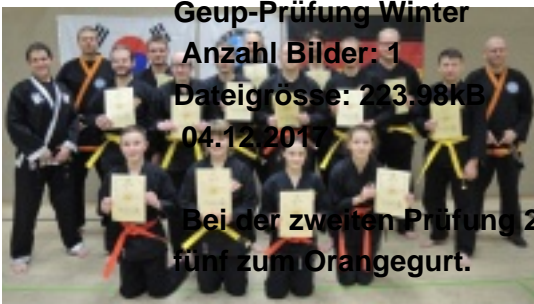 Geup-Prüfung Winter
Anzahl Bilder: 1
Dateigrösse: 223.98kB
04.12.2017
Bei der zweiten Prüfung 2
fünf zum Orangegurt.